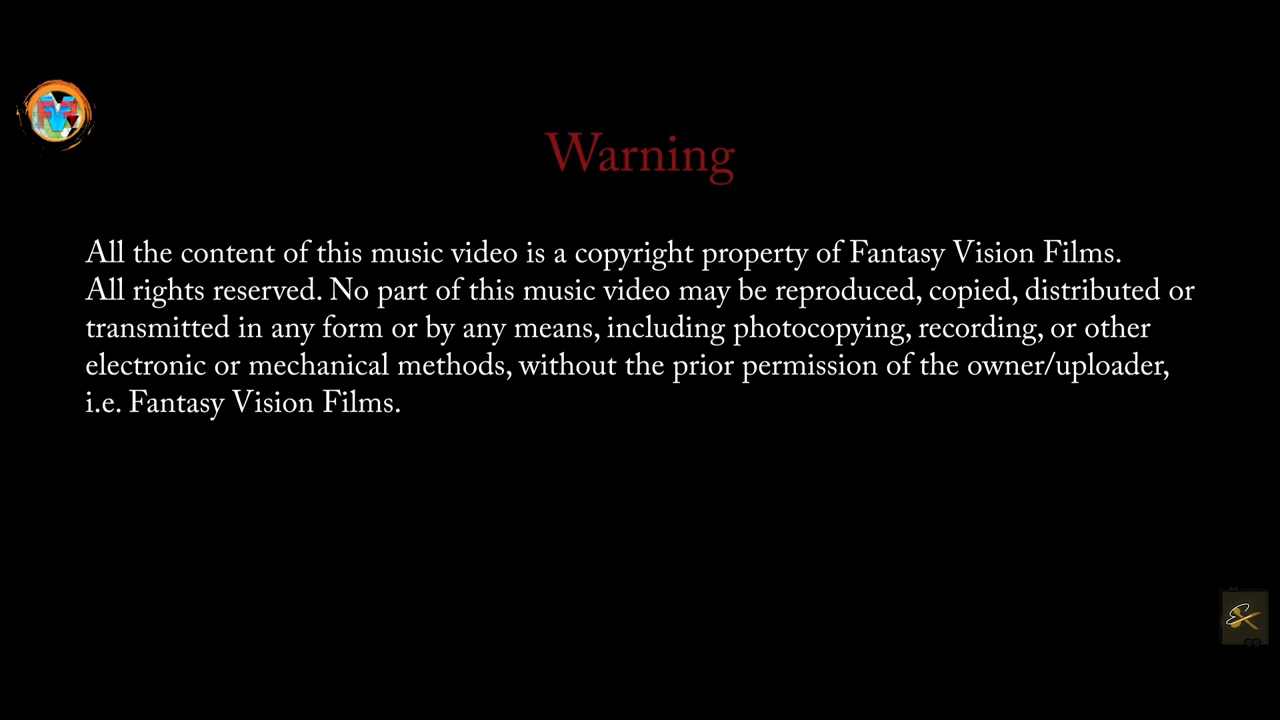 Warning
All the content of this music video is a copyright property of Fantasy Vision Films.
All rights reserved. No part of this music video may be reproduced, copied, distributed or
transmitted in any form or by any means, including photocopying, recording, or other
electronic or mechanical methods, without the prior permission of the owner/uploader,
i.e. Fantasy Vision Films.